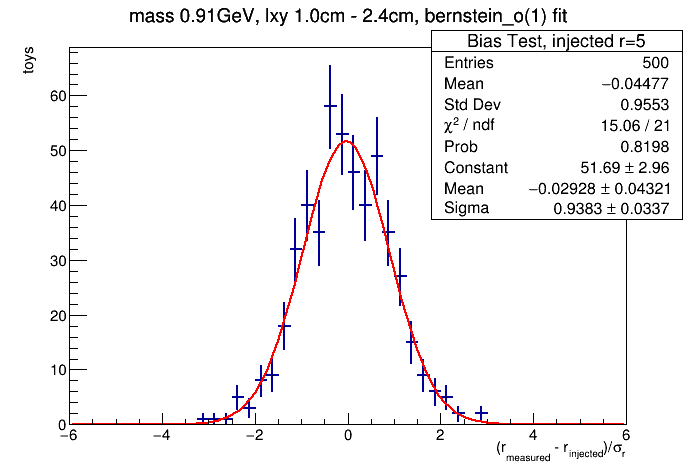 mass 0.91GeV, lxy 1.0cm - 2.4cm, bernstein_o(1) fit
Bias Test, injected r=5
Entries 500
Mean −0.04477
Std Dev 0.9553
χ² / ndf 15.06 / 21
Prob 0.8198
Constant 51.69 ± 2.96
Mean −0.02928 ± 0.04321
Sigma 0.9383 ± 0.0337
toys
60
50
40
30
20
10
0
−6 −4 −2 0 2 4 6
(r_measured - r_injected)/σ_r